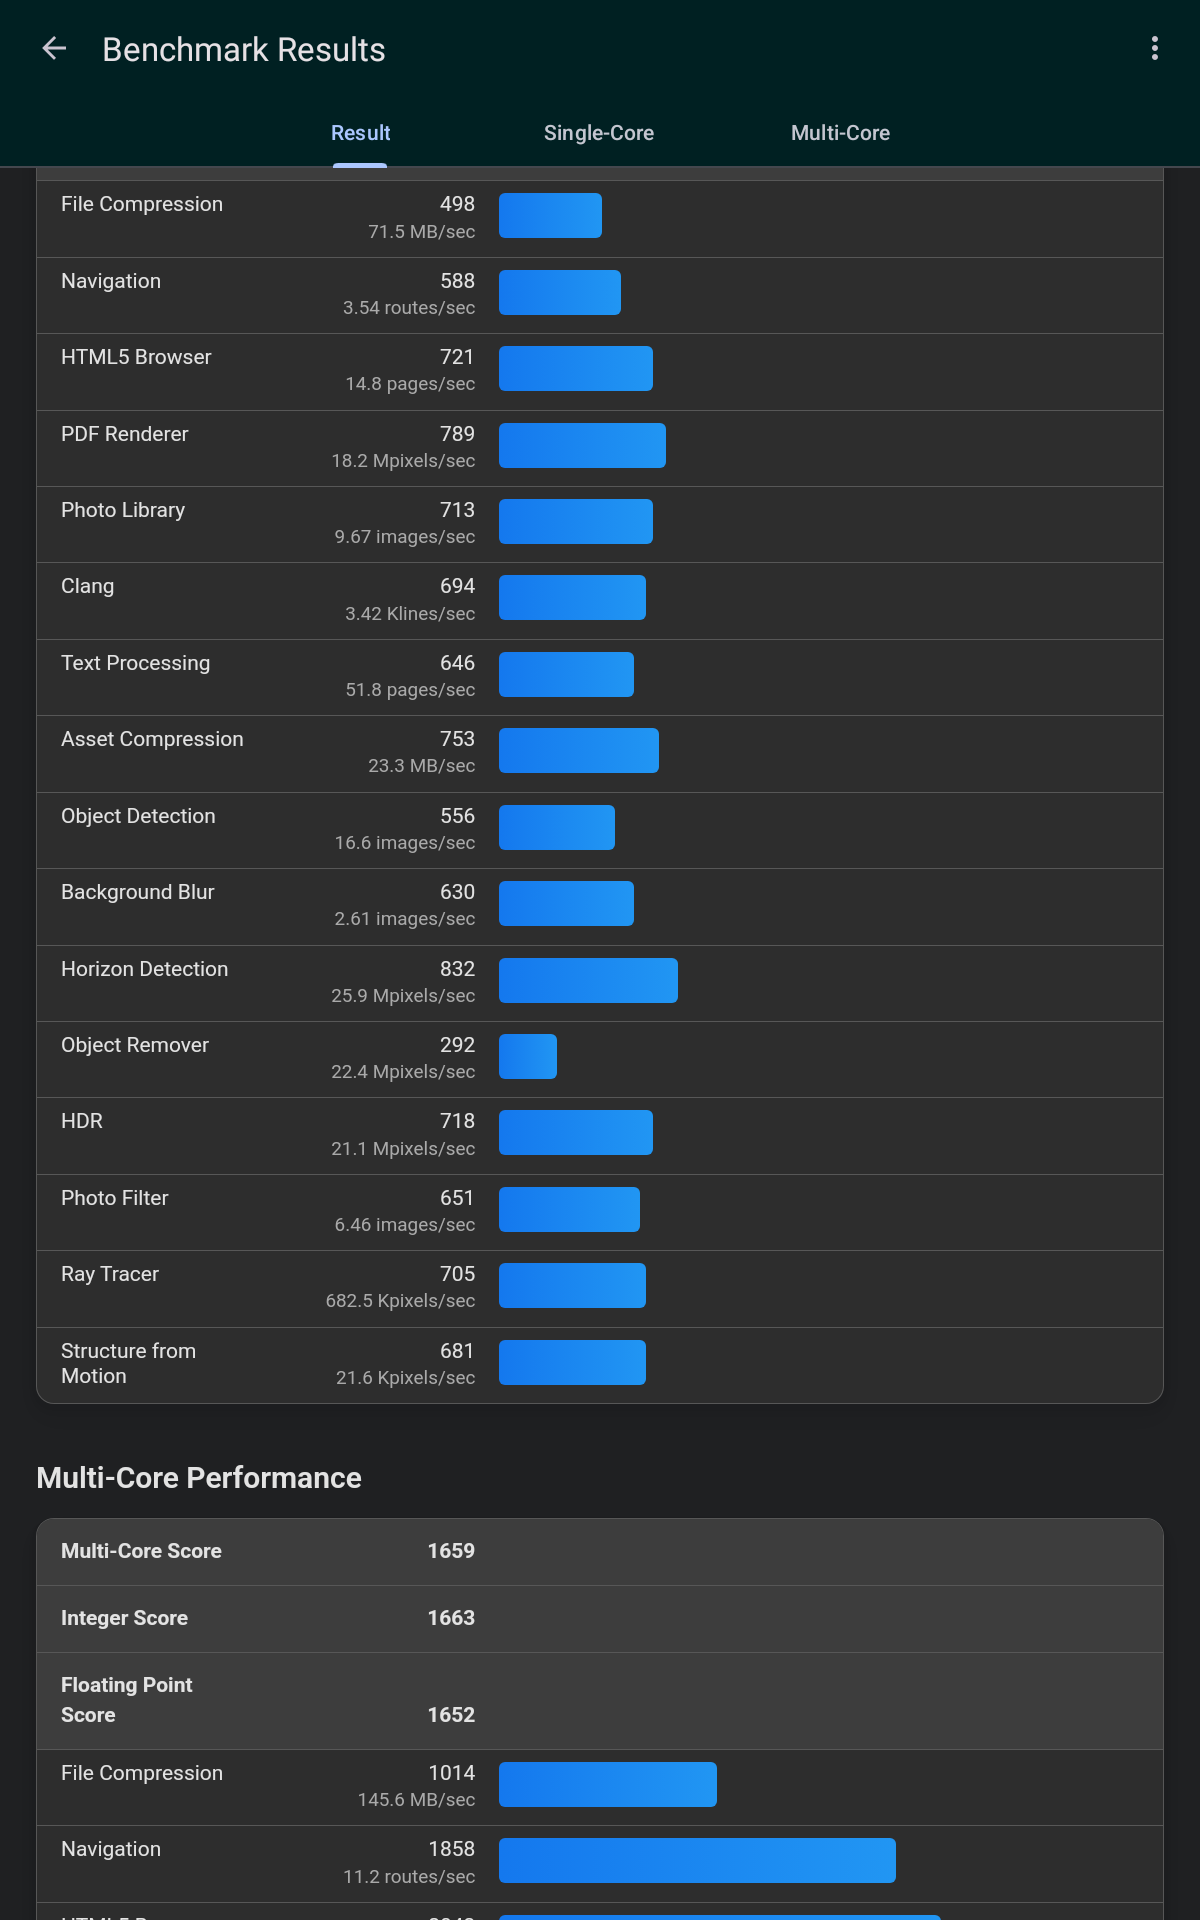 Benchmark Results
Result
Single-Core
Multi-Core
File Compression 498
71.5 MB/sec
Navigation 588
3.54 routes/sec
HTML5 Browser 721
14.8 pages/sec
PDF Renderer 789
18.2 Mpixels/sec
Photo Library 713
9.67 images/sec
Clang 694
3.42 Klines/sec
Text Processing 646
51.8 pages/sec
Asset Compression 753
23.3 MB/sec
Object Detection 556
16.6 images/sec
Background Blur 630
2.61 images/sec
Horizon Detection 832
25.9 Mpixels/sec
Object Remover 292
22.4 Mpixels/sec
HDR 718
21.1 Mpixels/sec
Photo Filter 651
6.46 images/sec
Ray Tracer 705
682.5 Kpixels/sec
Structure from 681
Motion 21.6 Kpixels/sec
Multi-Core Performance
Multi-Core Score 1659
Integer Score 1663
Floating Point
Score 1652
File Compression 1014
145.6 MB/sec
Navigation 1858
11.2 routes/sec